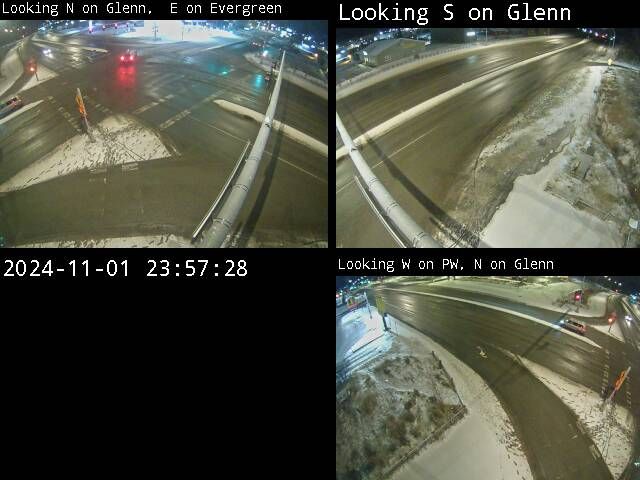 Looking N on Glenn, E on Evergreen
Looking S on Glenn
2024-11-01 23:57:28
Looking W on PW, N on Glenn